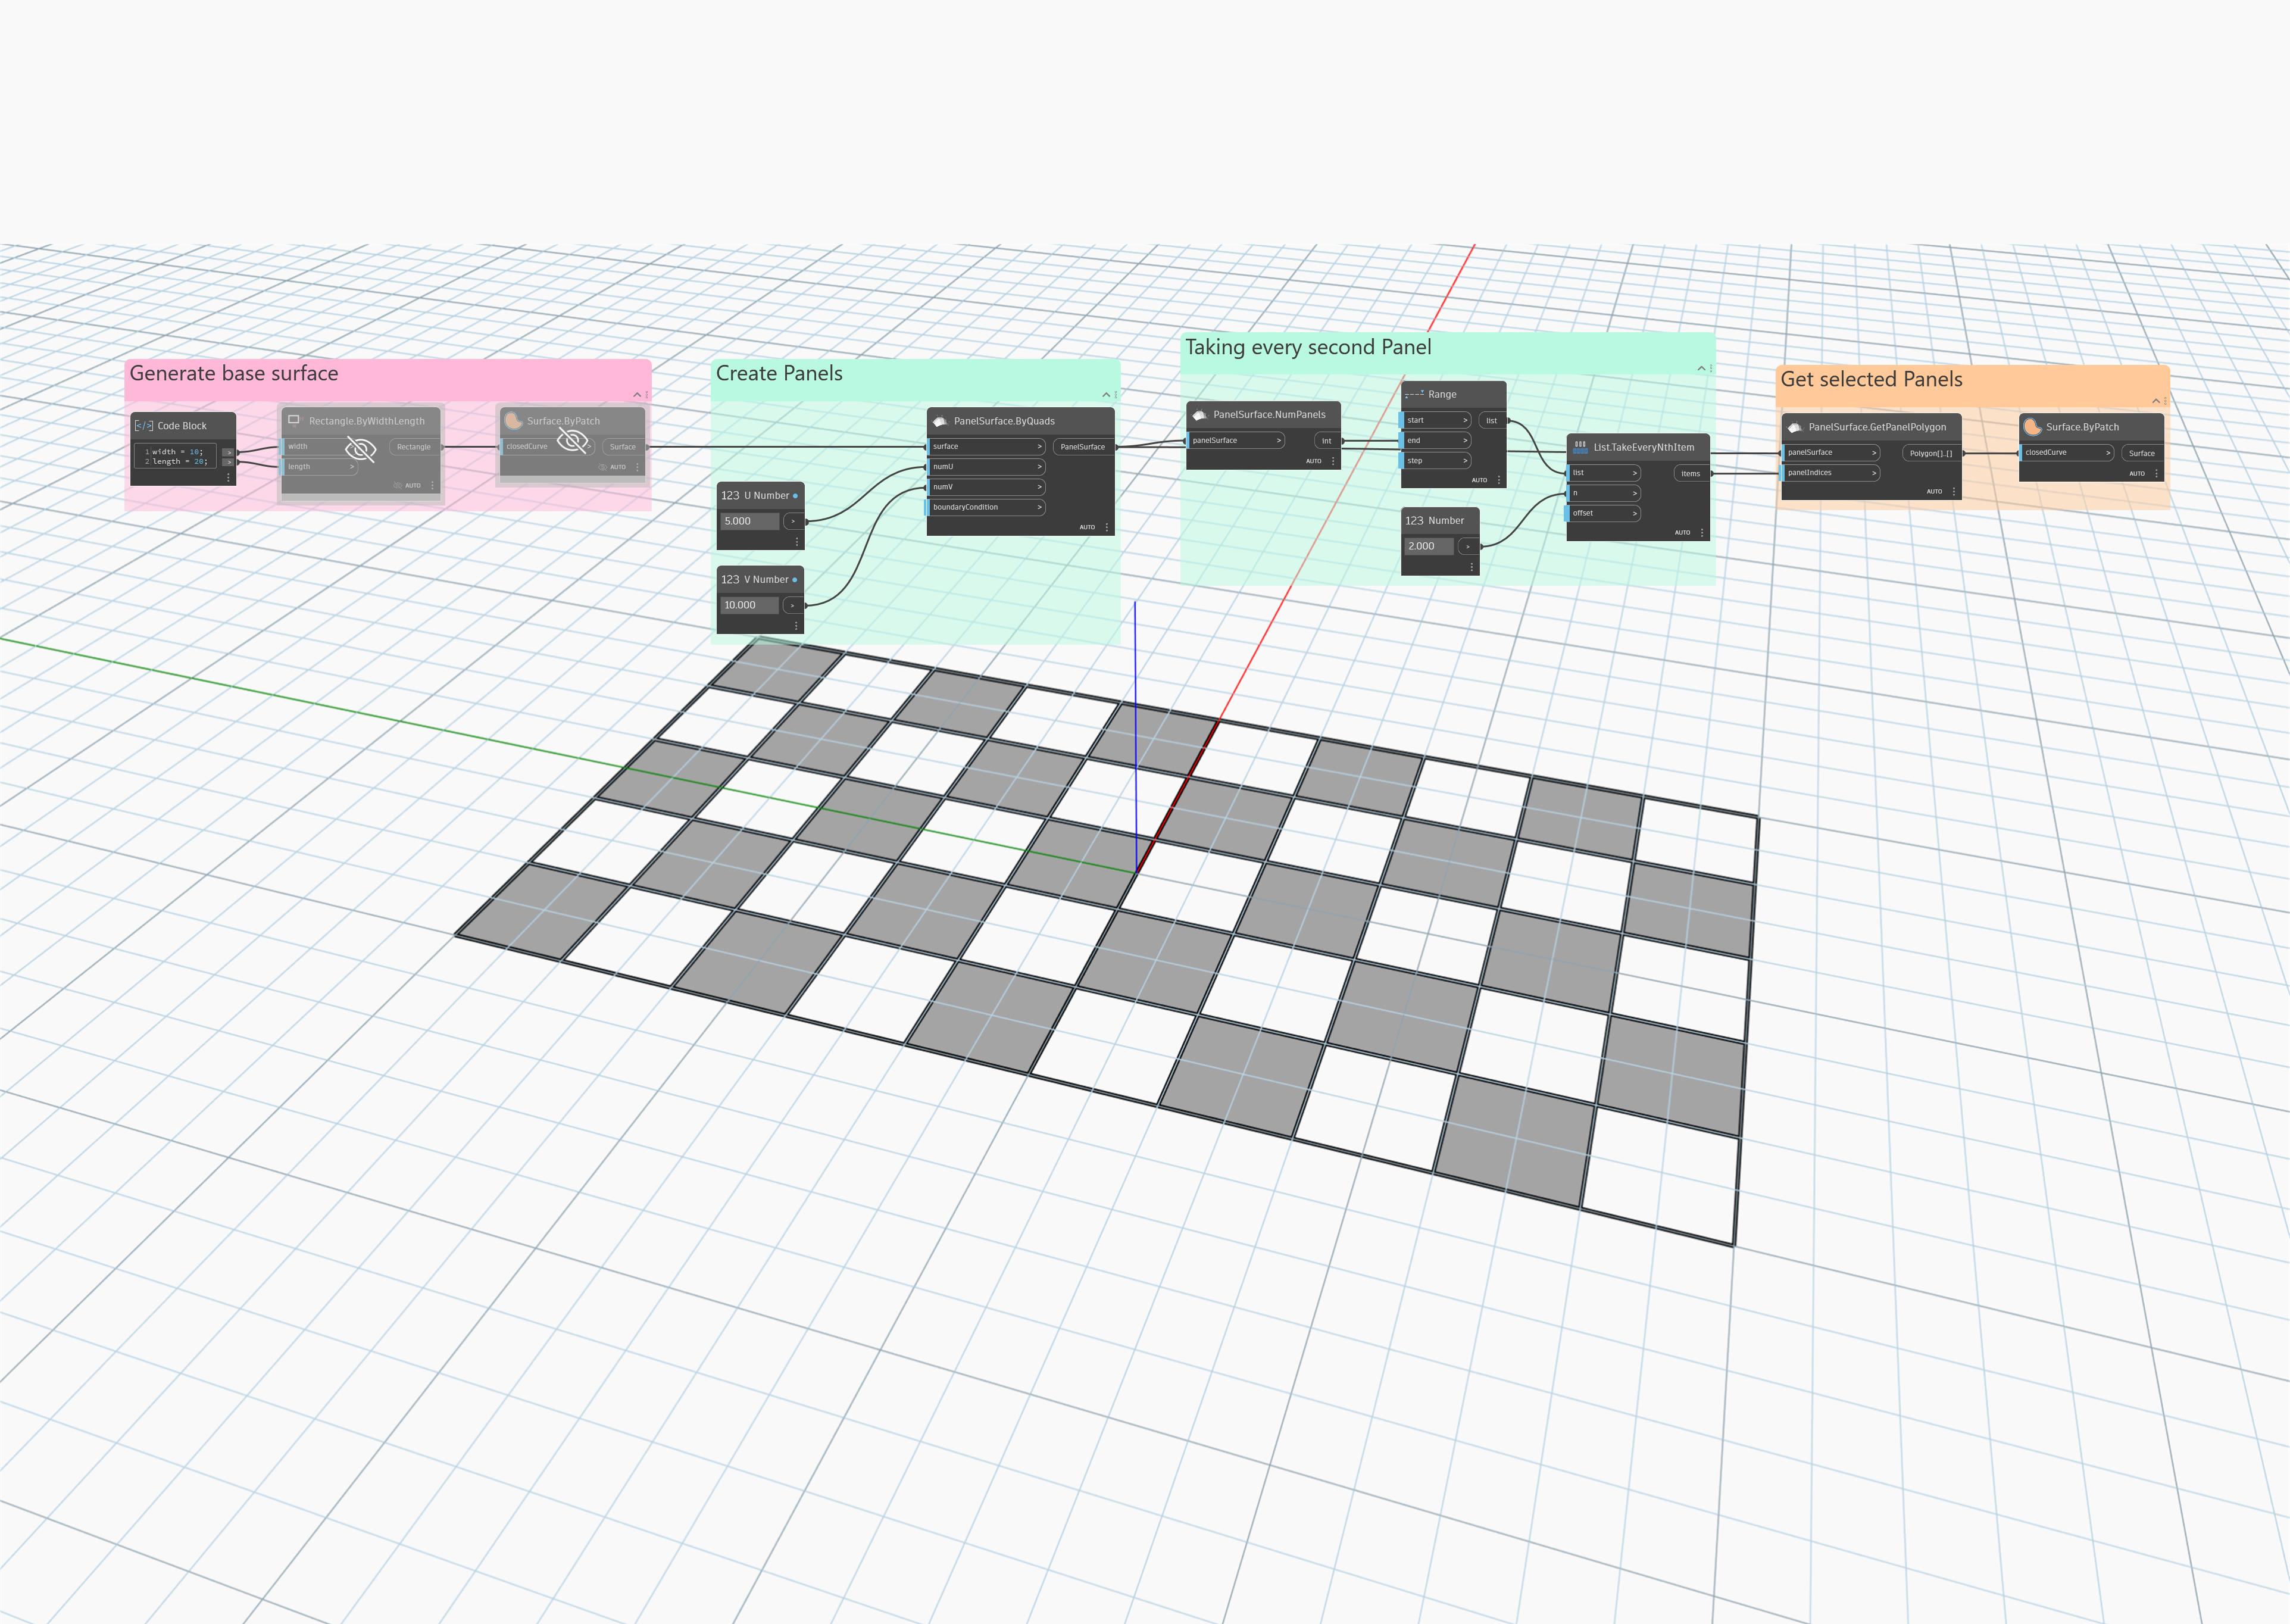 Generate base surface
Code Block
1 width = 10;
2 length = 20;
>
>
Rectangle.ByWidthLength
width
Rectangle
length >
AUTO
Surface.ByPatch
closedCurve >
Surface
AUTO
Create Panels
123 U Number
5.000 >
123 V Number
10.000 >
PanelSurface.ByQuads
surface > PanelSurface
numU >
numV >
boundaryCondition >
AUTO
Taking every second Panel
PanelSurface.NumPanels
panelSurface > int
AUTO
Range
start > list
end >
step >
AUTO
123 Number
2.000 >
List.TakeEveryNthItem
list > items
n >
offset >
AUTO
Get selected Panels
PanelSurface.GetPanelPolygon
panelSurface > Polygon[]..[]
panelIndices >
AUTO
Surface.ByPatch
closedCurve > Surface
AUTO